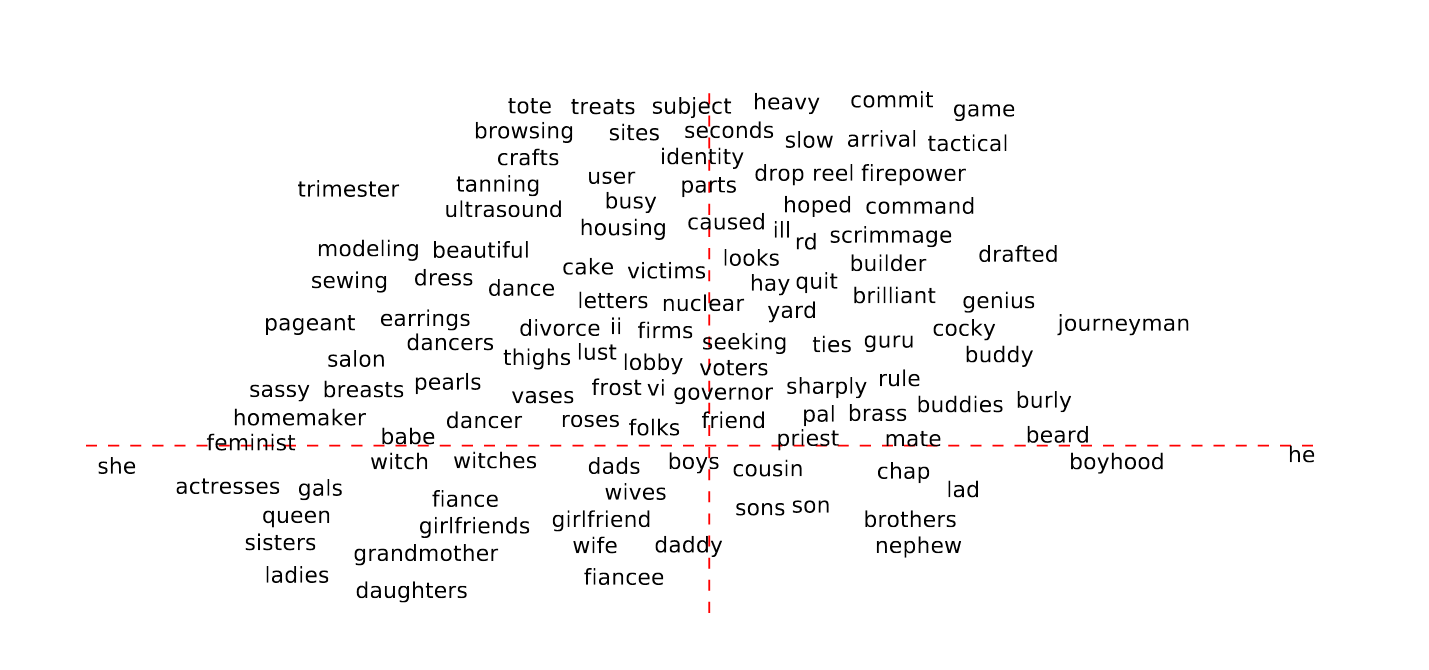 tote treats subject heavy commit game
browsing sites seconds slow arrival tactical
crafts identity
trimester tanning user parts drop reel firepower
ultrasound busy hoped command
housing caused ill rd scrimmage
modeling beautiful looks builder drafted
sewing dress dance cake victims hay quit
letters nuclear yard brilliant genius
pageant earrings divorce ii firms cocky journeyman
dancers seeking ties guru
salon thighs lust lobby voters buddy
sassy breasts pearls vases frost vi governor sharply rule
homemaker dancer roses folks friend pal brass buddies burly
feminist babe priest mate beard
she witch witches dads boys cousin chap boyhood he
actresses gals fiance wives lad
queen girlfriends girlfriend sons son brothers
sisters grandmother wife daddy nephew
ladies daughters fiancee